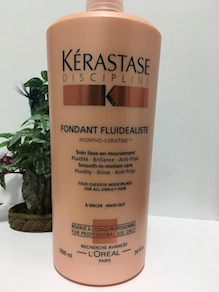 KÉRASTASE
DISCIPLINE
K
FONDANT FLUIDEALISTE
MORPHO-KÉRATINE™
Soin lisse-en-mouvement
Fluidité - Brillance - Anti-Frizz
Smooth-in-motion care
Fluidity - Shine - Anti-Frizz
TOUS CHEVEUX INDISCIPLINÉS
FOR ALL UNRULY HAIR
À RINCER - RINSE-OUT
RÉSERVÉ À L'USAGE PROFESSIONNEL
FOR PROFESSIONAL USE ONLY
RECHERCHE AVANCÉE
L'ORÉAL
1000 ml
PARIS
34 fl.oz